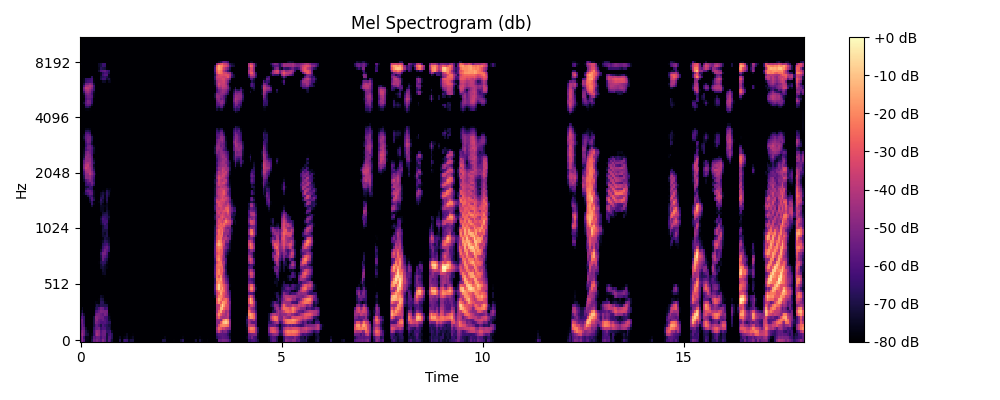 Mel Spectrogram (db)
8192
4096
2048
1024
512
0
Hz
0 5 10 15
Time
+0 dB
-10 dB
-20 dB
-30 dB
-40 dB
-50 dB
-60 dB
-70 dB
-80 dB